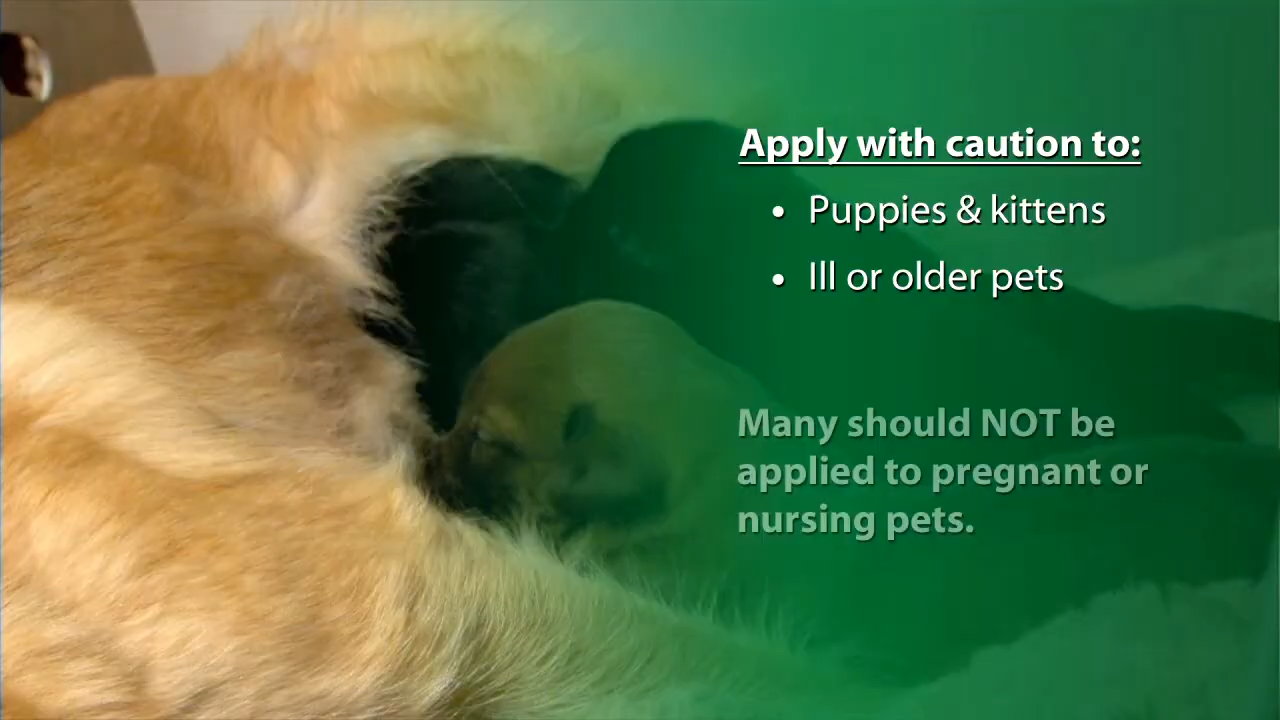 Apply with caution to:
• Puppies & kittens
• Ill or older pets
Many should NOT be
applied to pregnant or
nursing pets.